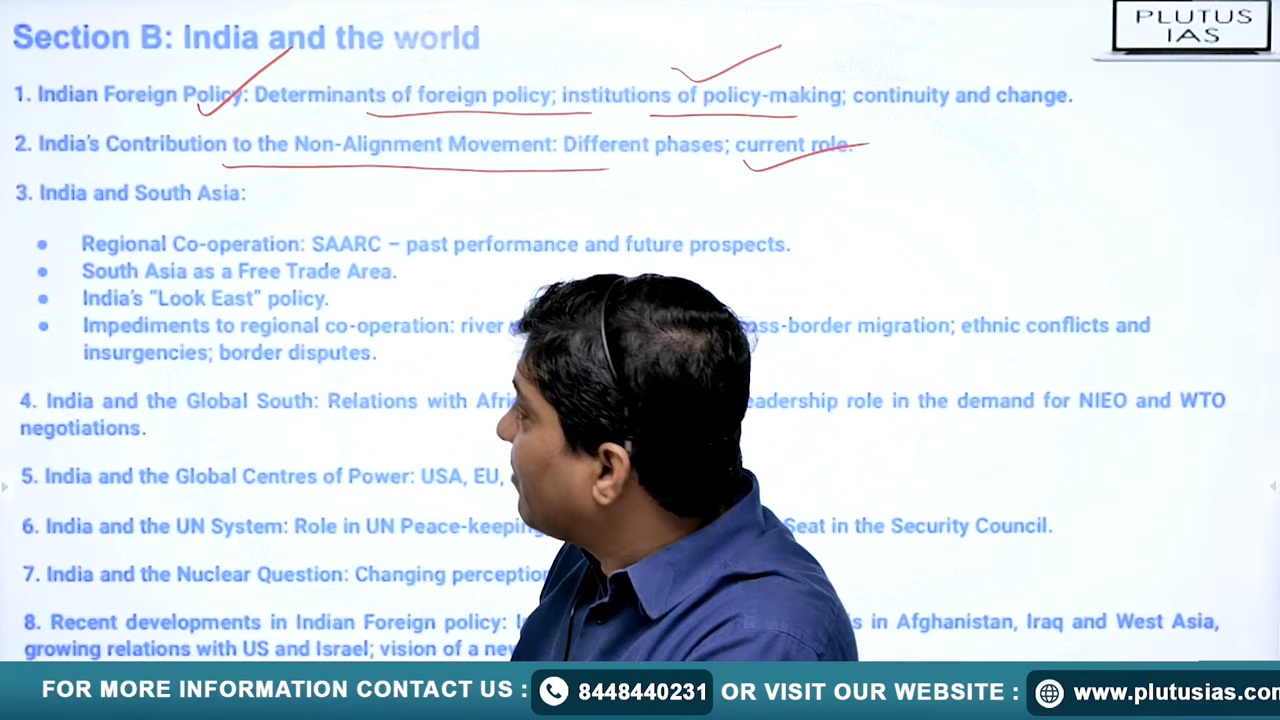 PLUTUS
IAS
Section B: India and the world
1. Indian Foreign Policy: Determinants of foreign policy; institutions of policy-making; continuity and change.
2. India's Contribution to the Non-Alignment Movement: Different phases; current role.
3. India and South Asia:
● Regional Co-operation: SAARC – past performance and future prospects.
● South Asia as a Free Trade Area.
● India's "Look East" policy.
● Impediments to regional co-operation: river cross-border migration; ethnic conflicts and
insurgencies; border disputes.
4. India and the Global South: Relations with leadership role in the demand for NIEO and WTO
negotiations.
5. India and the Global Centres of Power: USA, EU,
6. India and the UN System: Role in UN Peace-keeping Seat in the Security Council.
7. India and the Nuclear Question: Changing perception
8. Recent developments in Indian Foreign policy: in Afghanistan, Iraq and West Asia,
growing relations with US and Israel; vision of a
FOR MORE INFORMATION CONTACT US : 8448440231 OR VISIT OUR WEBSITE : www.plutusias.com